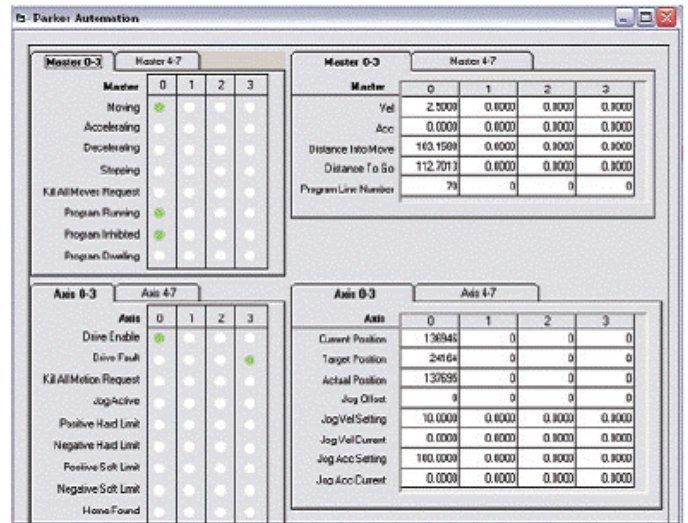 Parker Automation
Master 0-3 Master 4-7
Master 0 1 2 3
Moving
Accelerating
Decelerating
Stopping
Kill All Moves Request
Program Running
Program Inhibited
Program Dwelling
Master 0-3 Master 4-7
Master 0 1 2 3
Vel 2.5000 0.0000 0.0000 0.0000
Acc 0.0000 0.0000 0.0000 0.0000
Distance Into Move 0.0000 0.0000 0.0000
Distance To Go 112.7013 0.0000 0.0000 0.0000
Program Line Number 0 0 0
Axis 0-3 Axis 4-7
Axis 0 1 2 3
Drive Enable
Drive Fault
Kill All Motion Request
Jog Active
Positive Hard Limit
Negative Hard Limit
Positive Soft Limit
Negative Soft Limit
Home Found
Axis 0-3 Axis 4-7
Axis 0 1 2 3
Current Position 136946 0 0 0
Target Position 24164 0 0 0
Actual Position 137695 0 0 0
Jog Offset 0 0 0 0
Jog Vel Setting 10.0000 0.0000 0.0000 0.0000
Jog Vel Current 0.0000 0.0000 0.0000 0.0000
Jog Acc Setting 100.0000 0.0000 0.0000 0.0000
Jog Acc Current 0.0000 0.0000 0.0000 0.0000